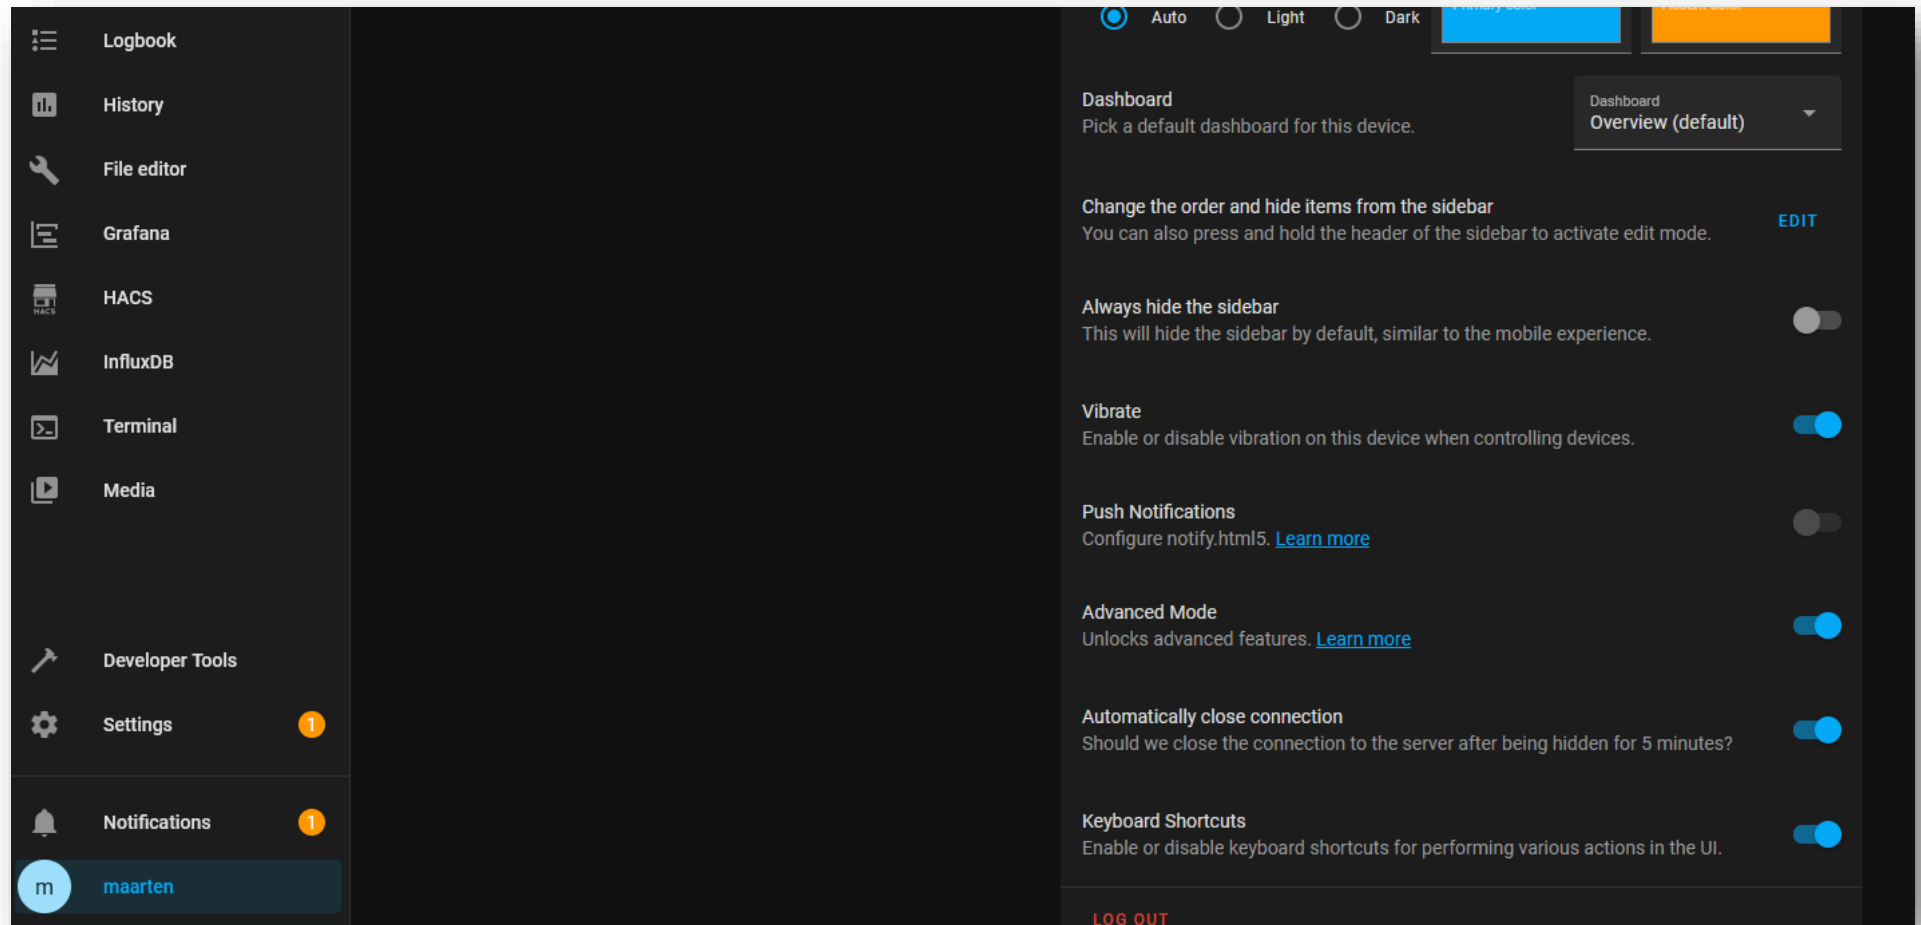 Logbook
History
File editor
Grafana
HACS
HACS
InfluxDB
Terminal
Media
Developer Tools
Settings
1
Notifications
1
m
maarten
Auto
Light
Dark
Primary color
Accent color
Dashboard
Pick a default dashboard for this device.
Dashboard
Overview (default)
Change the order and hide items from the sidebar
You can also press and hold the header of the sidebar to activate edit mode.
EDIT
Always hide the sidebar
This will hide the sidebar by default, similar to the mobile experience.
Vibrate
Enable or disable vibration on this device when controlling devices.
Push Notifications
Configure notify.html5. Learn more
Advanced Mode
Unlocks advanced features. Learn more
Automatically close connection
Should we close the connection to the server after being hidden for 5 minutes?
Keyboard Shortcuts
Enable or disable keyboard shortcuts for performing various actions in the UI.
LOG OUT